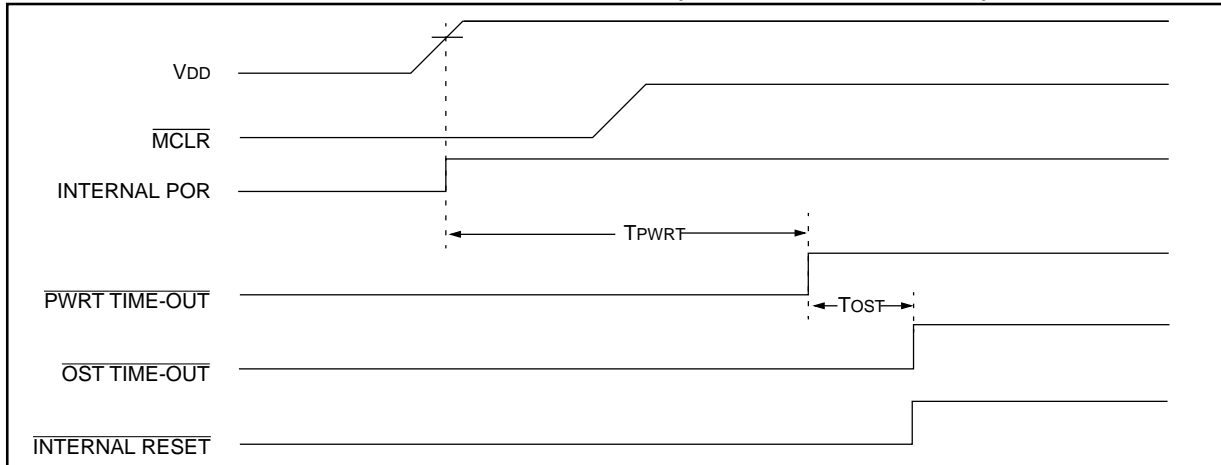 VDD
MCLR
INTERNAL POR
TPWRT
PWRT TIME-OUT
TOST
OST TIME-OUT
INTERNAL RESET